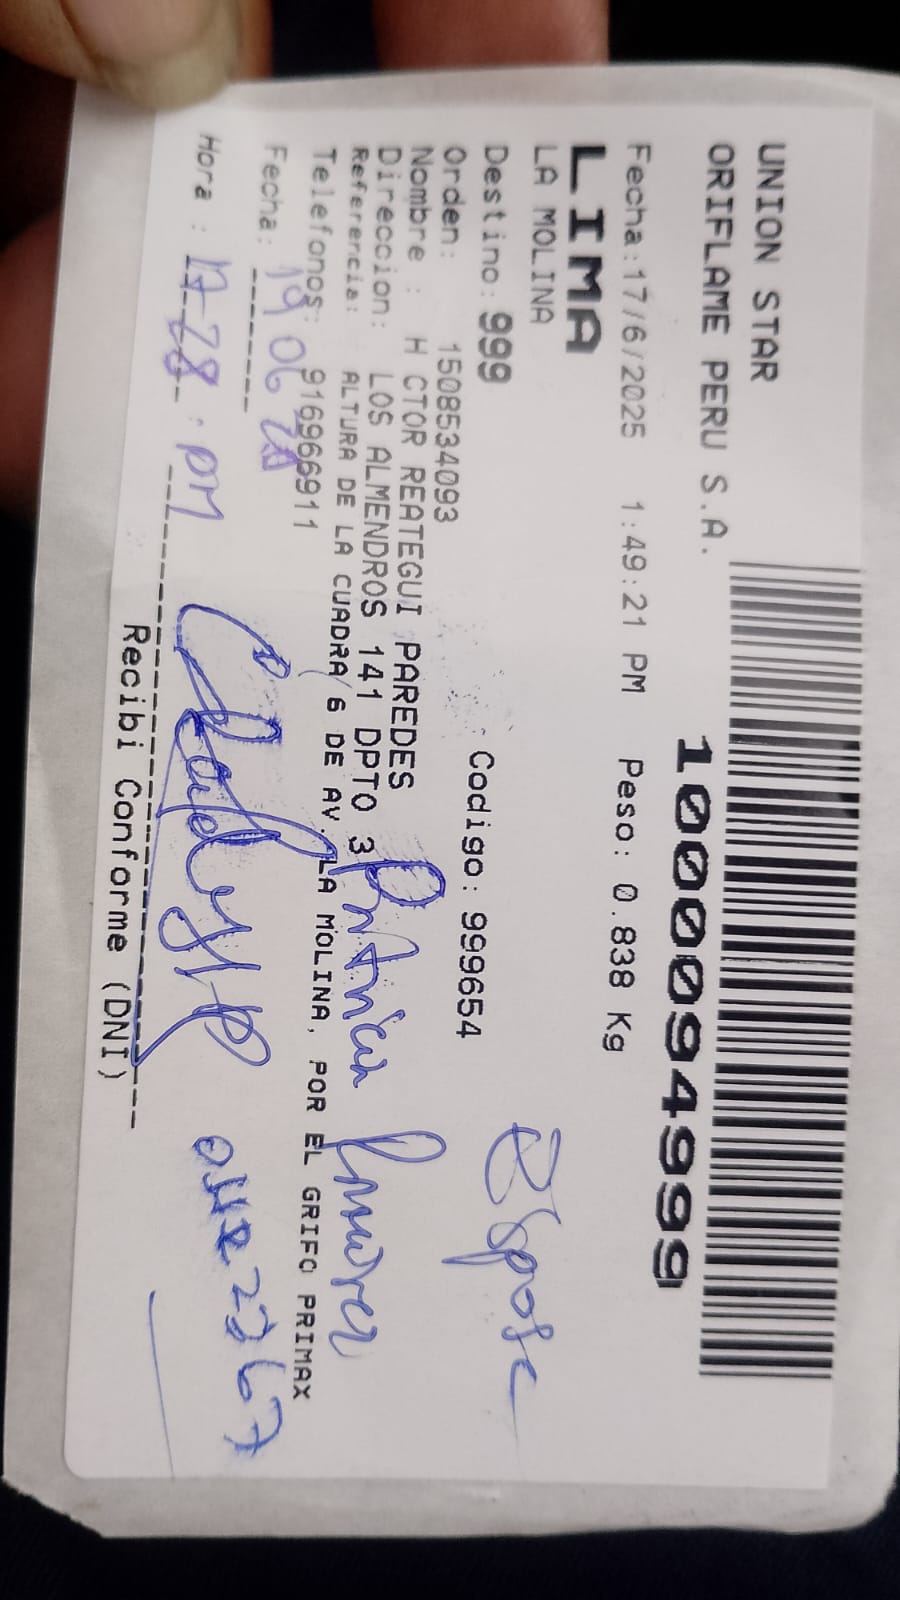 UNION STAR
ORIFLAME PERU S.A.
1000094999
Fecha:17/6/2025 1:49:21 PM Peso: 0.838 Kg
LIMA
LA MOLINA
Destino: 999 Codigo: 999654
Orden: 1508534093
Nombre : H CTOR REATEGUI PAREDES
Direccion: LOS ALMENDROS 141 DPTO 3
Referencia: ALTURA DE LA CUADRA 6 DE AV. LA MOLINA, POR EL GRIFO PRIMAX
Telefonos: 916966911
Fecha: 19 06
Hora : 17-28 PM
Recibi Conforme (DNI)